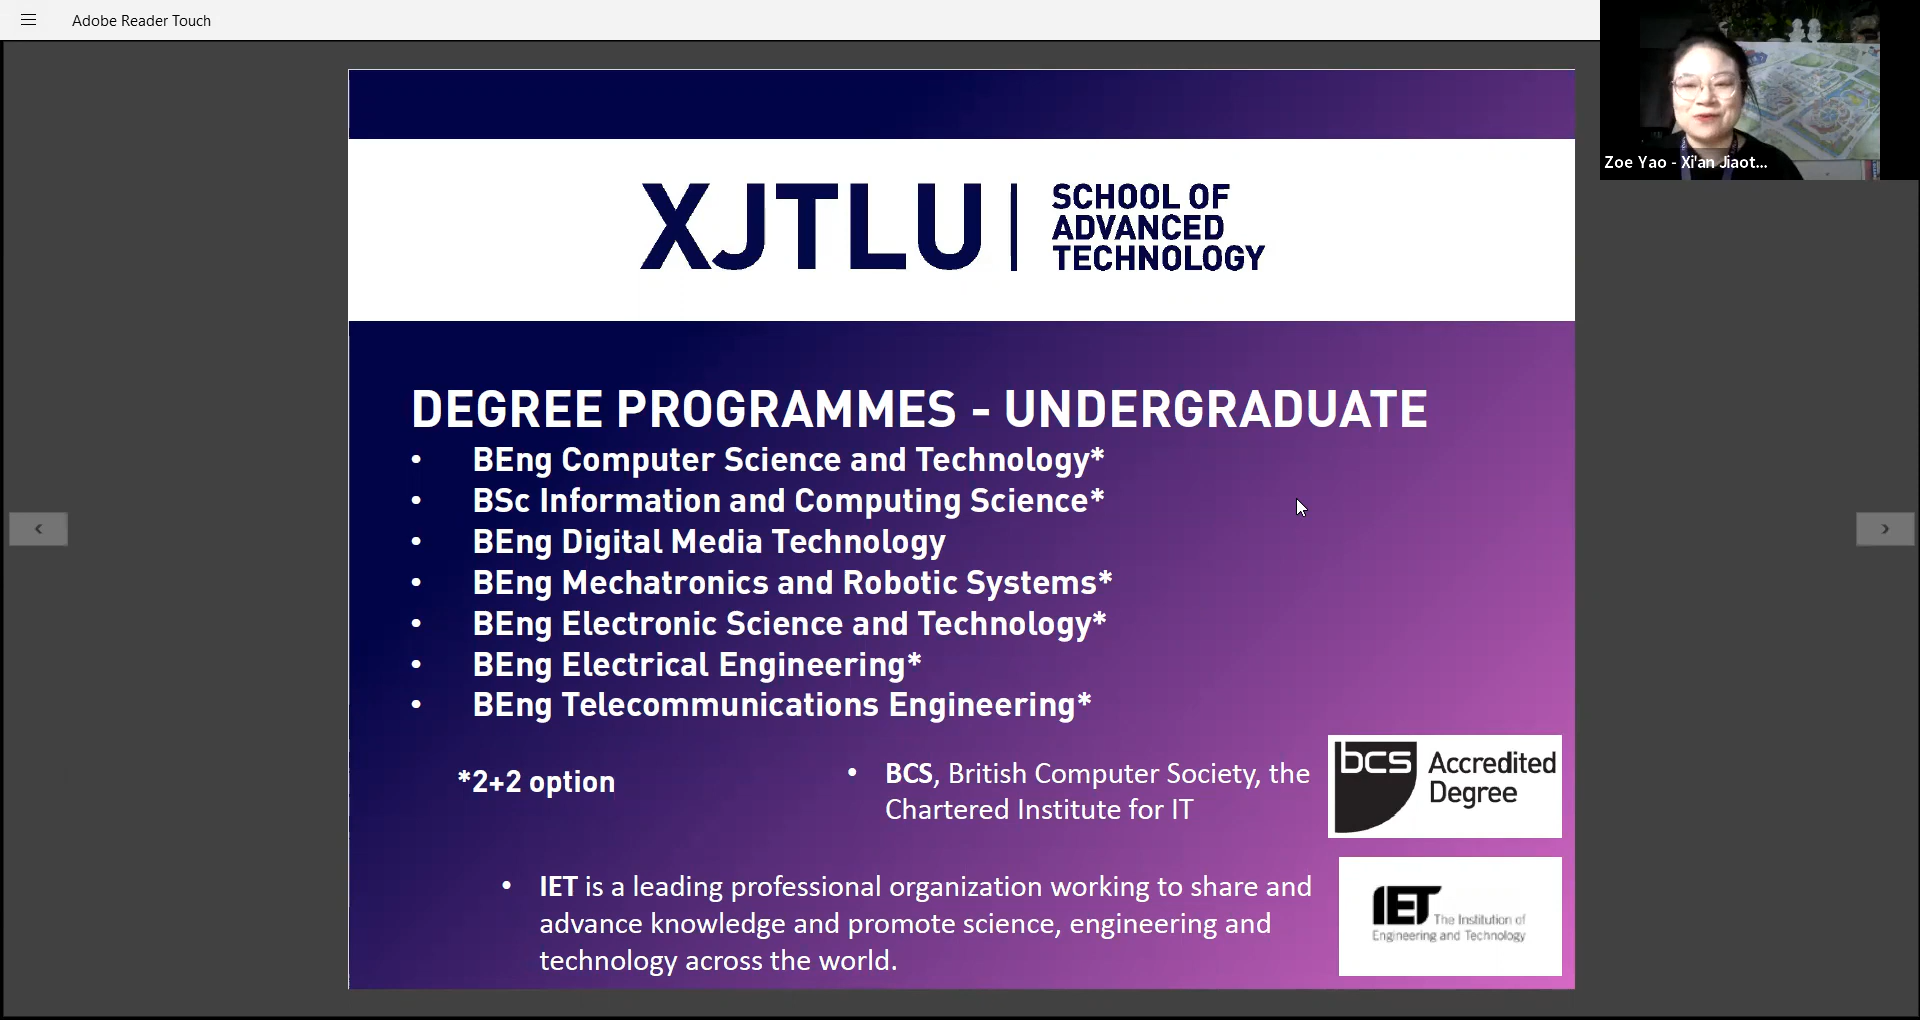 Adobe Reader Touch
Zoe Yao - Xi'an Jiaot...
XJTLU
SCHOOL OF
ADVANCED
TECHNOLOGY
DEGREE PROGRAMMES - UNDERGRADUATE
• BEng Computer Science and Technology*
• BSc Information and Computing Science*
• BEng Digital Media Technology
• BEng Mechatronics and Robotic Systems*
• BEng Electronic Science and Technology*
• BEng Electrical Engineering*
• BEng Telecommunications Engineering*
*2+2 option
• BCS, British Computer Society, the
Chartered Institute for IT
bcs
Accredited
Degree
• IET is a leading professional organization working to share and
advance knowledge and promote science, engineering and
technology across the world.
IET The Institution of
Engineering and Technology